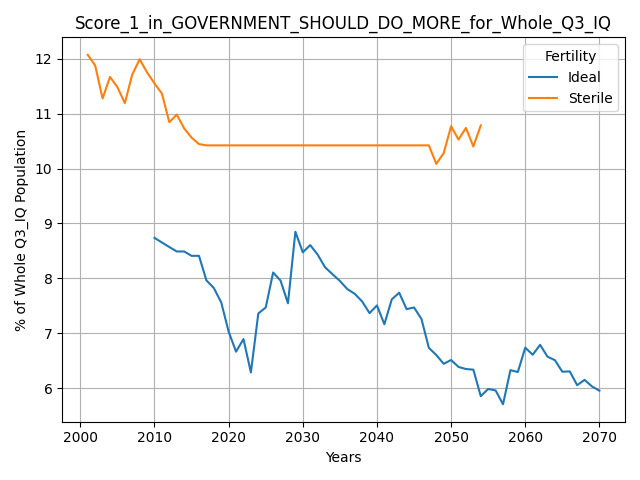 Score_1_in_GOVERNMENT_SHOULD_DO_MORE_for_Whole_Q3_IQ
Fertility
Ideal
Sterile
% of Whole Q3_IQ Population
12
11
10
9
8
7
6
2000 2010 2020 2030 2040 2050 2060 2070
Years